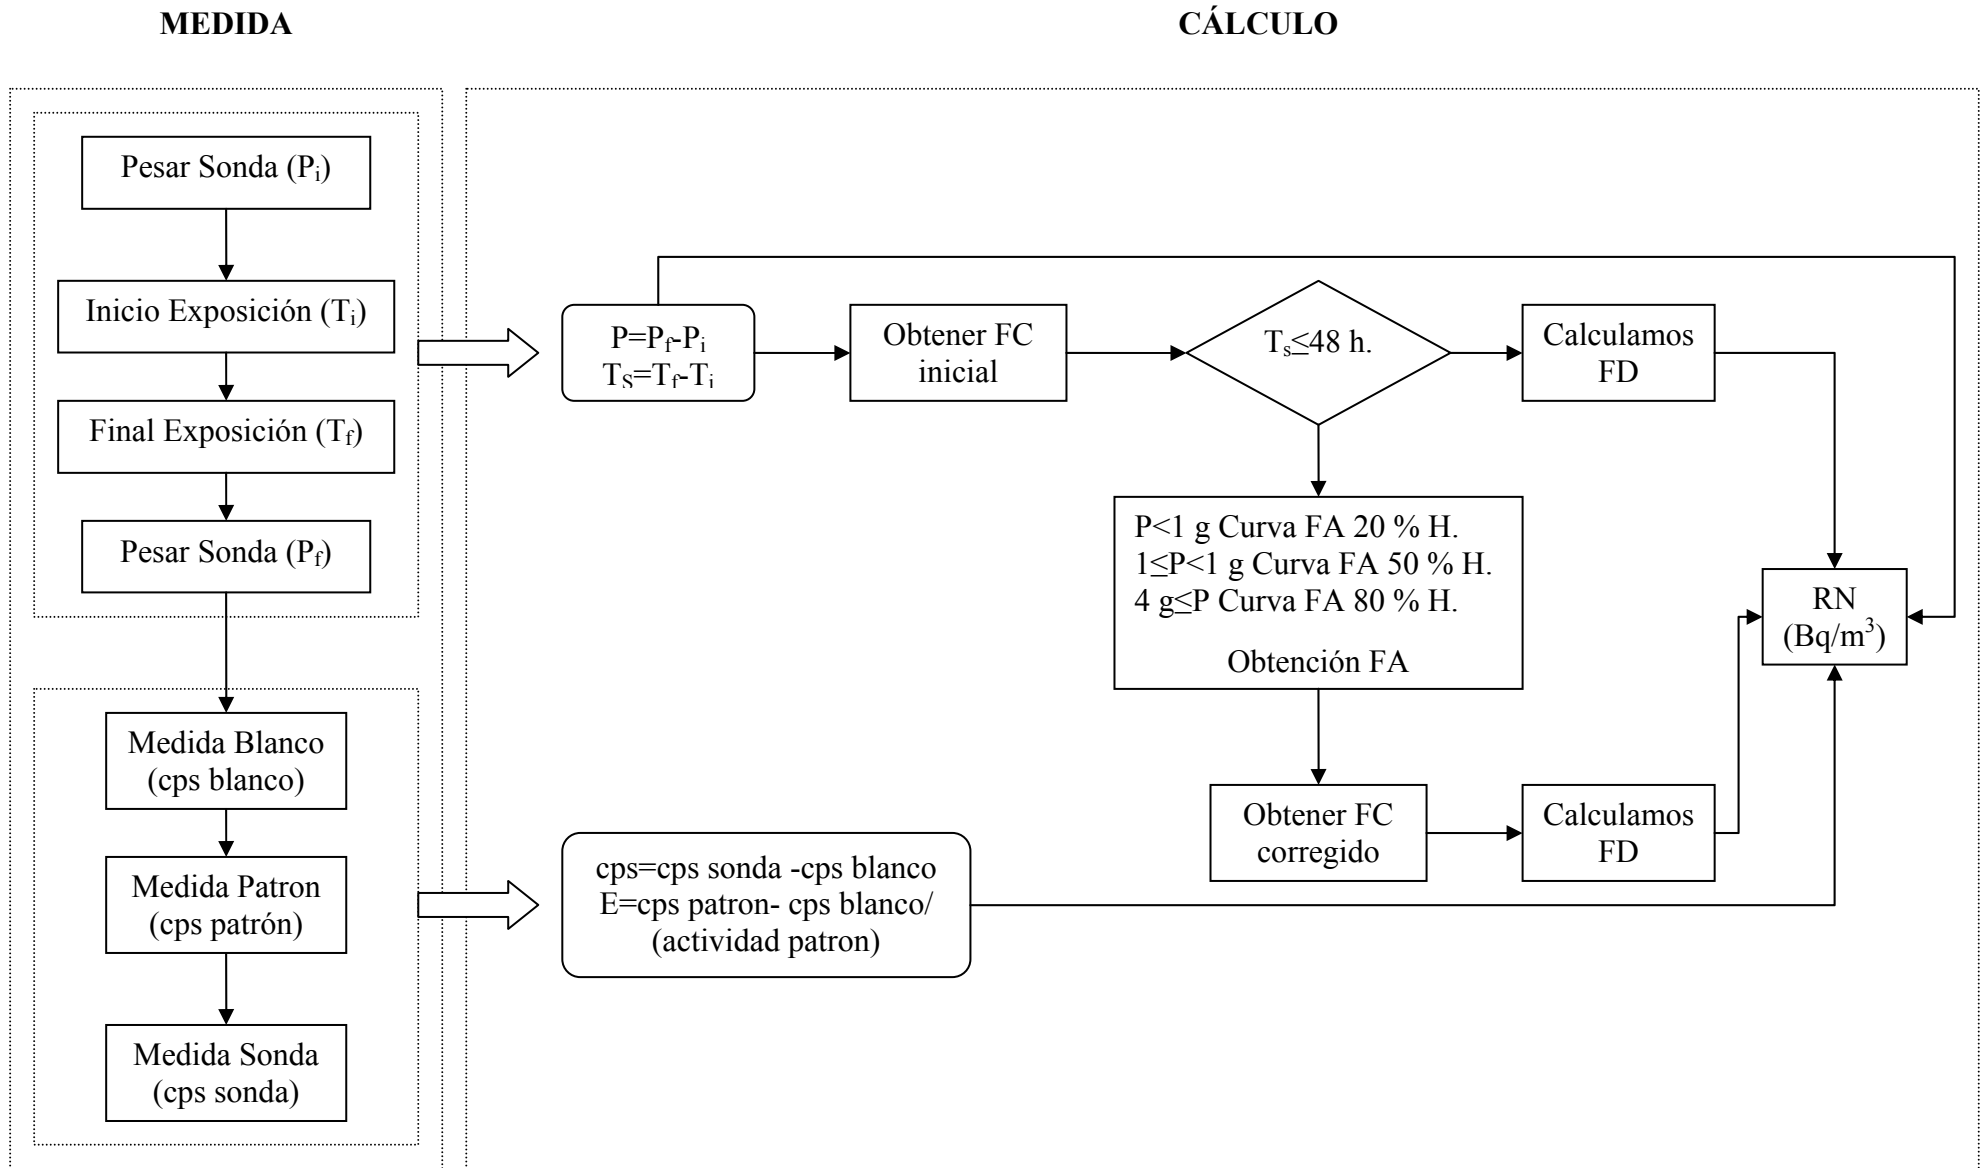 MEDIDA
CÁLCULO
Pesar Sonda (Pi)
Inicio Exposición (Ti)
Final Exposición (Tf)
Pesar Sonda (Pf)
Medida Blanco
(cps blanco)
Medida Patron
(cps patrón)
Medida Sonda
(cps sonda)
P=Pf-Pi
TS=Tf-Ti
Obtener FC
inicial
Ts≤48 h.
Calculamos
FD
P<1 g Curva FA 20 % H.
1≤P<1 g Curva FA 50 % H.
4 g≤P Curva FA 80 % H.
Obtención FA
Obtener FC
corregido
Calculamos
FD
RN
(Bq/m³)
cps=cps sonda -cps blanco
E=cps patron- cps blanco/
(actividad patron)